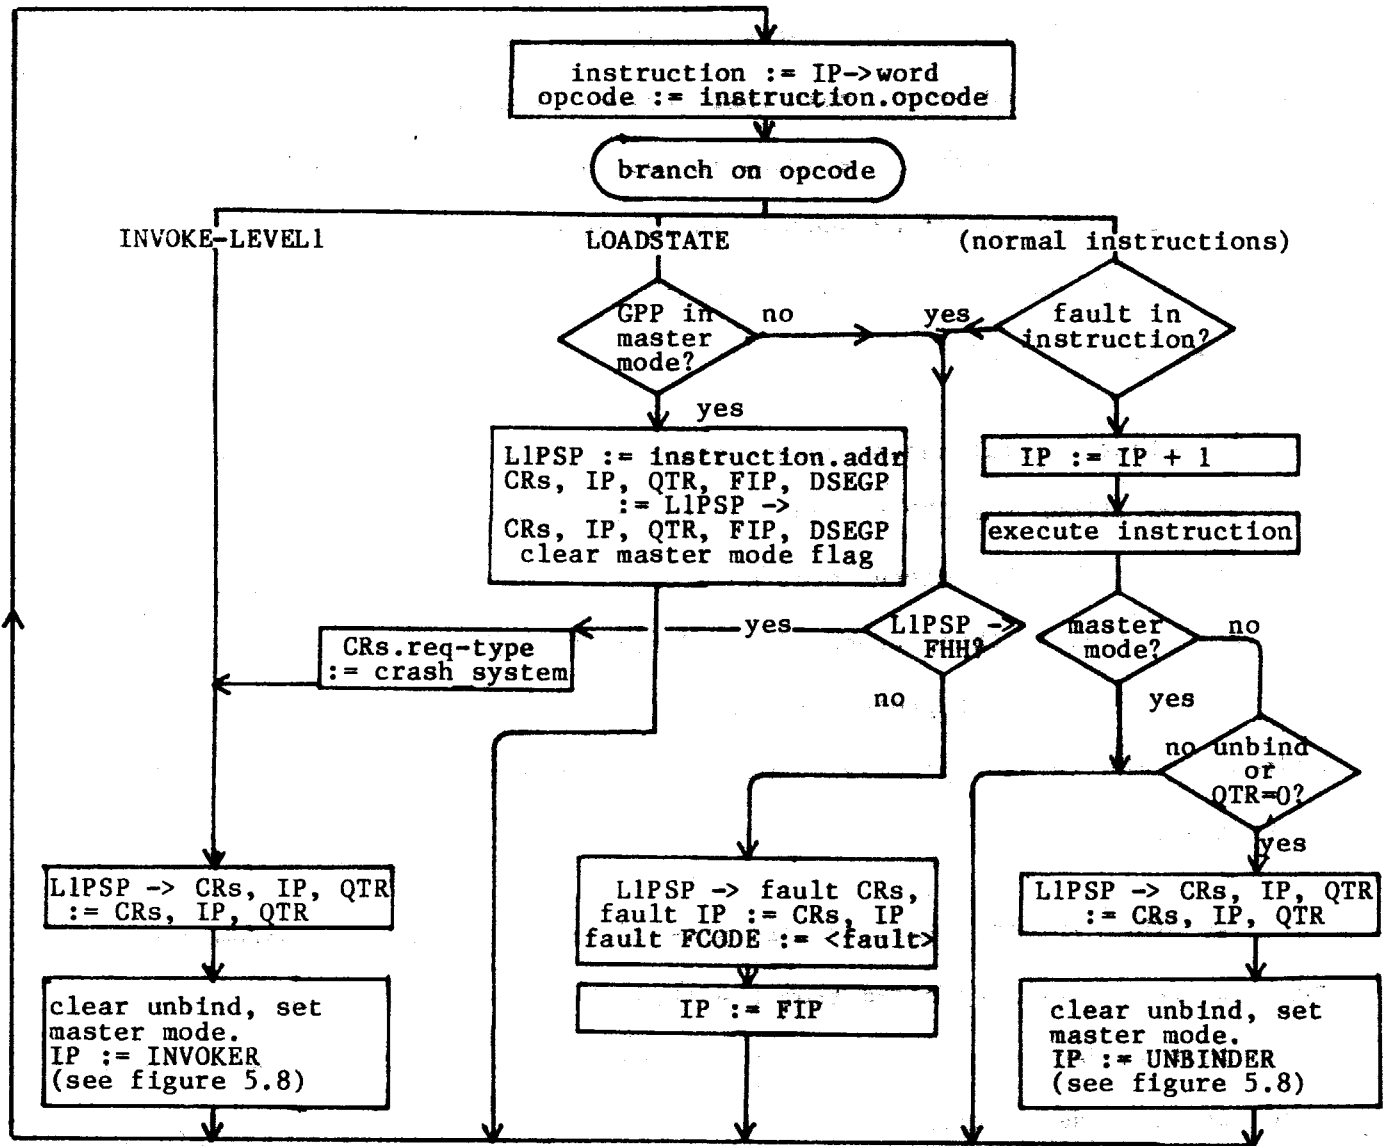 instruction := IP->word
opcode := instruction.opcode
branch on opcode
INVOKE-LEVEL1
LOADSTATE
(normal instructions)
GPP in
master
mode?
no
yes
fault in
instruction?
yes
L1PSP := instruction.addr
CRs, IP, QTR, FIP, DSEGP
:= L1PSP ->
CRs, IP, QTR, FIP, DSEGP
clear master mode flag
IP := IP + 1
execute instruction
CRs.req-type
:= crash system
yes
L1PSP ->
FHH?
no
master
mode?
no
yes
no unbind
or
QTR=0?
yes
L1PSP -> CRs, IP, QTR
:= CRs, IP, QTR
clear unbind, set
master mode.
IP := INVOKER
(see figure 5.8)
L1PSP -> fault CRs,
fault IP := CRs, IP
fault FCODE := <fault>
IP := FIP
L1PSP -> CRs, IP, QTR
:= CRs, IP, QTR
clear unbind, set
master mode.
IP := UNBINDER
(see figure 5.8)